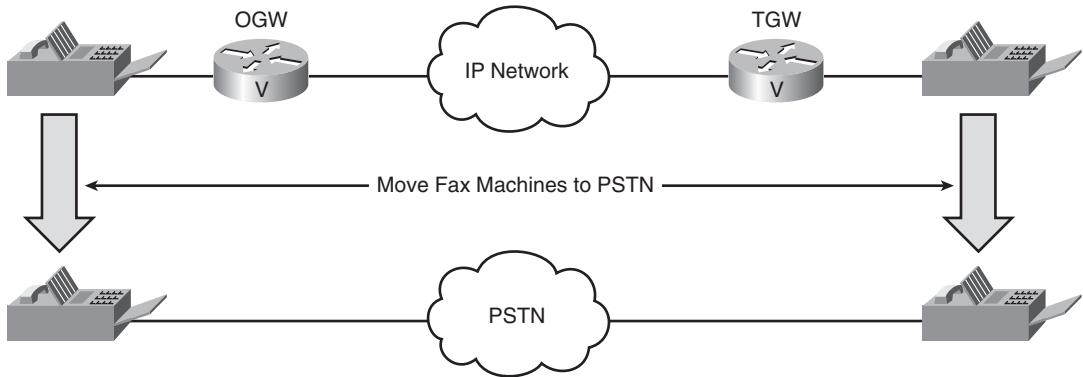 OGW
TGW
IP Network
V
V
Move Fax Machines to PSTN
PSTN